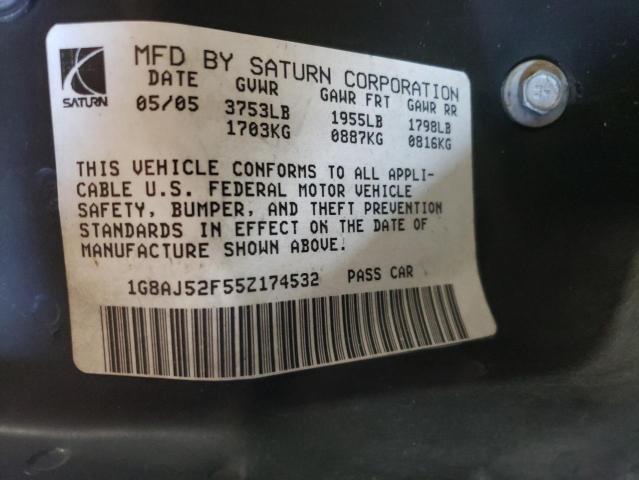 SATURN
MFD BY SATURN CORPORATION
DATE GVWR GAWR FRT GAWR RR
05/05 3753LB 1955LB 1798LB
1703KG 0887KG 0816KG
THIS VEHICLE CONFORMS TO ALL APPLI-
CABLE U.S. FEDERAL MOTOR VEHICLE
SAFETY, BUMPER, AND THEFT PREVENTION
STANDARDS IN EFFECT ON THE DATE OF
MANUFACTURE SHOWN ABOVE.
1G8AJ52F55Z174532 PASS CAR